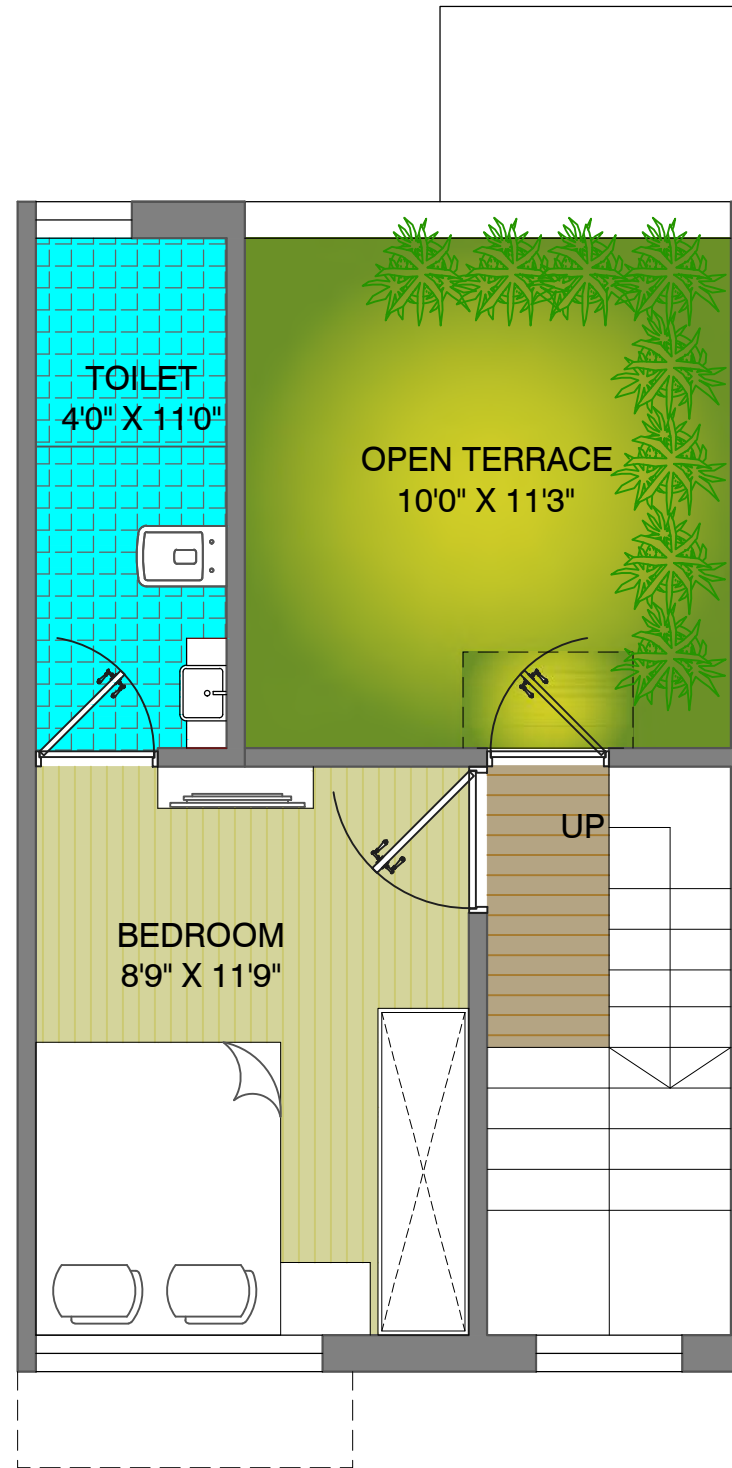 TOILET
4'0" X 11'0"
OPEN TERRACE
10'0" X 11'3"
UP
BEDROOM
8'9" X 11'9"